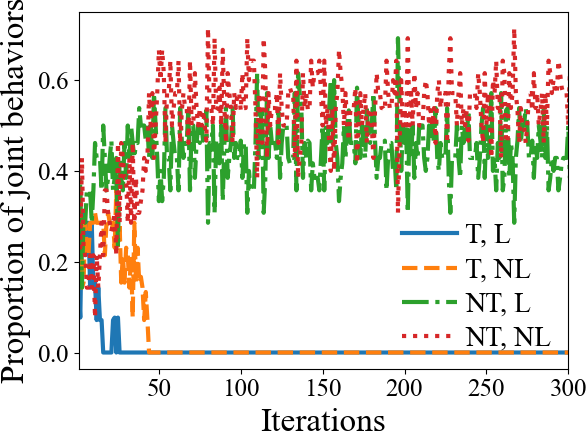 Proportion of joint behaviors
0.6
0.4
0.2
0.0
T, L
T, NL
NT, L
NT, NL
50 100 150 200 250 300
Iterations